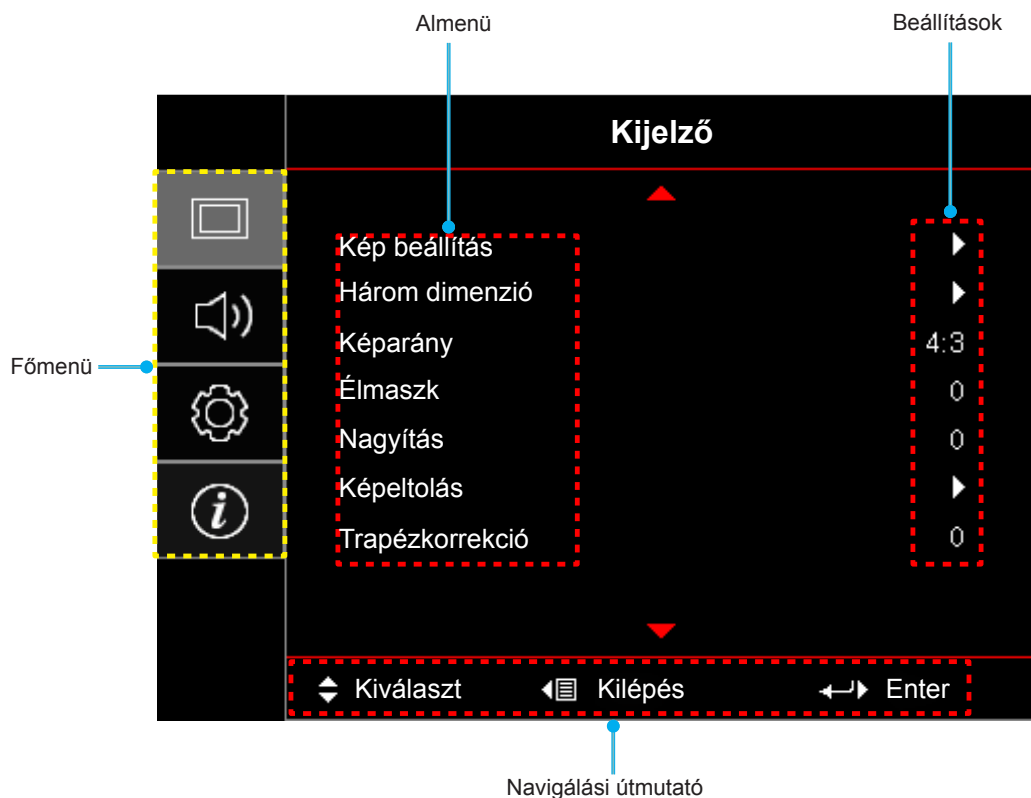 Almenü
Beállítások
Kijelző
Kép beállítás
Három dimenzió
Képarány 4:3
Főmenü
Élmaszk 0
Nagyítás 0
Képeltolás
Trapézkorrekció 0
Kiválaszt Kilépés Enter
Navigálási útmutató